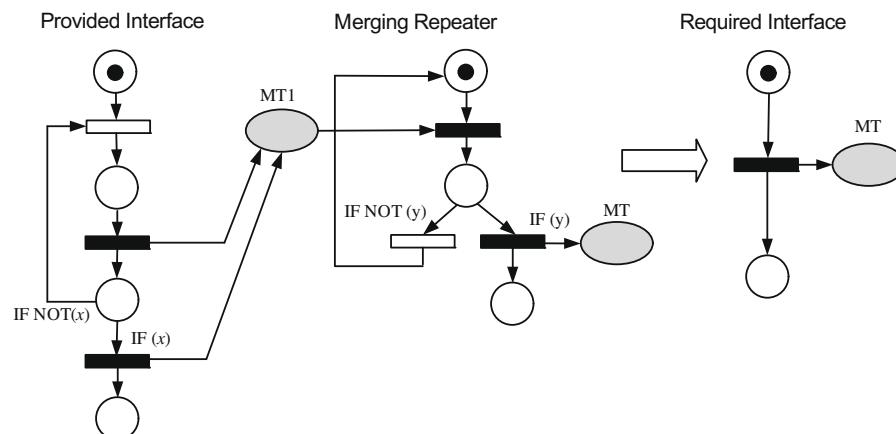 Provided Interface
Merging Repeater
Required Interface
MT1
MT
IF NOT (y)
IF (y)
MT
IF NOT(x)
IF (x)